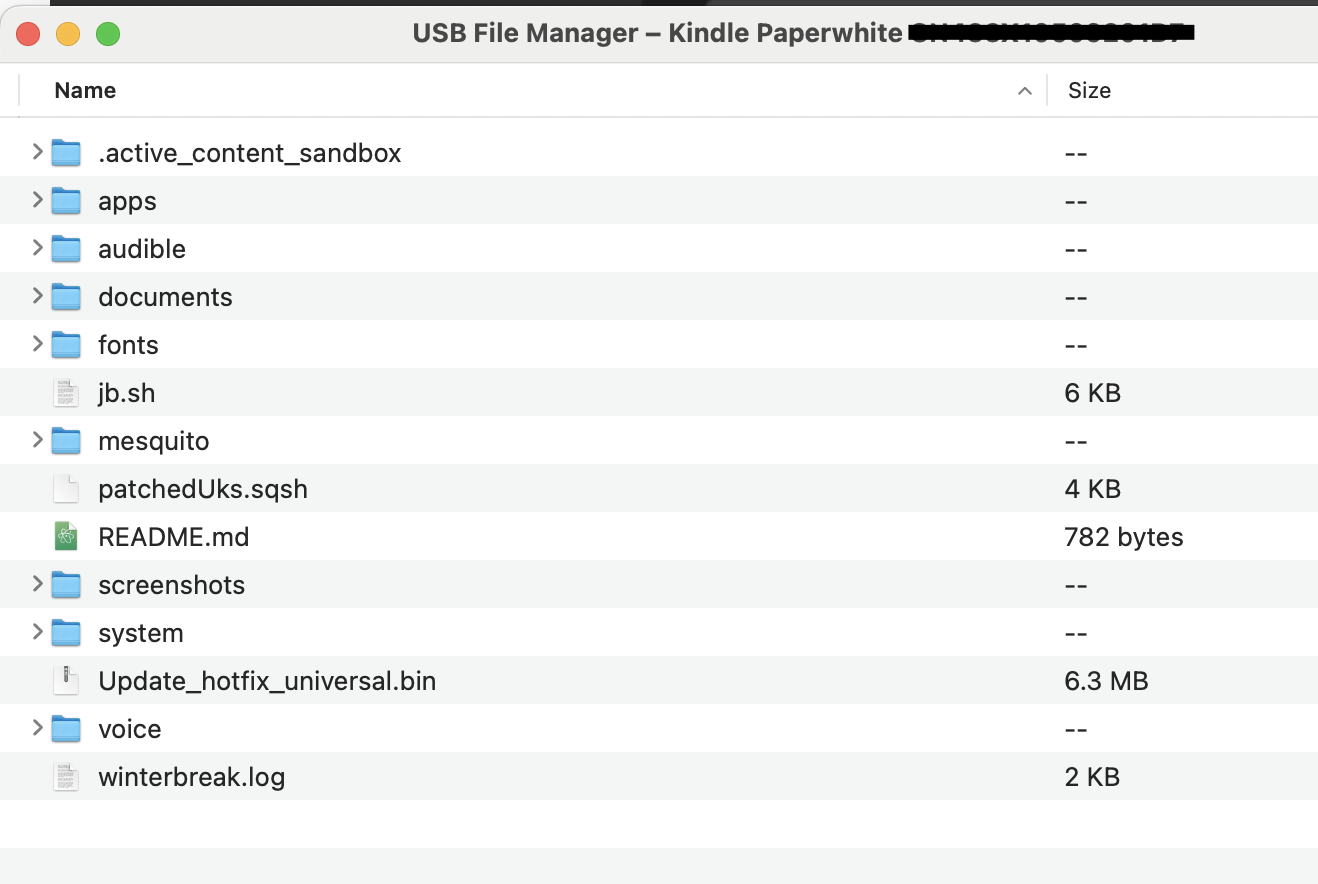 USB File Manager – Kindle Paperwhite
Name Size
.active_content_sandbox --
apps --
audible --
documents --
fonts --
jb.sh 6 KB
mesquito --
patchedUks.sqsh 4 KB
README.md 782 bytes
screenshots --
system --
Update_hotfix_universal.bin 6.3 MB
voice --
winterbreak.log 2 KB